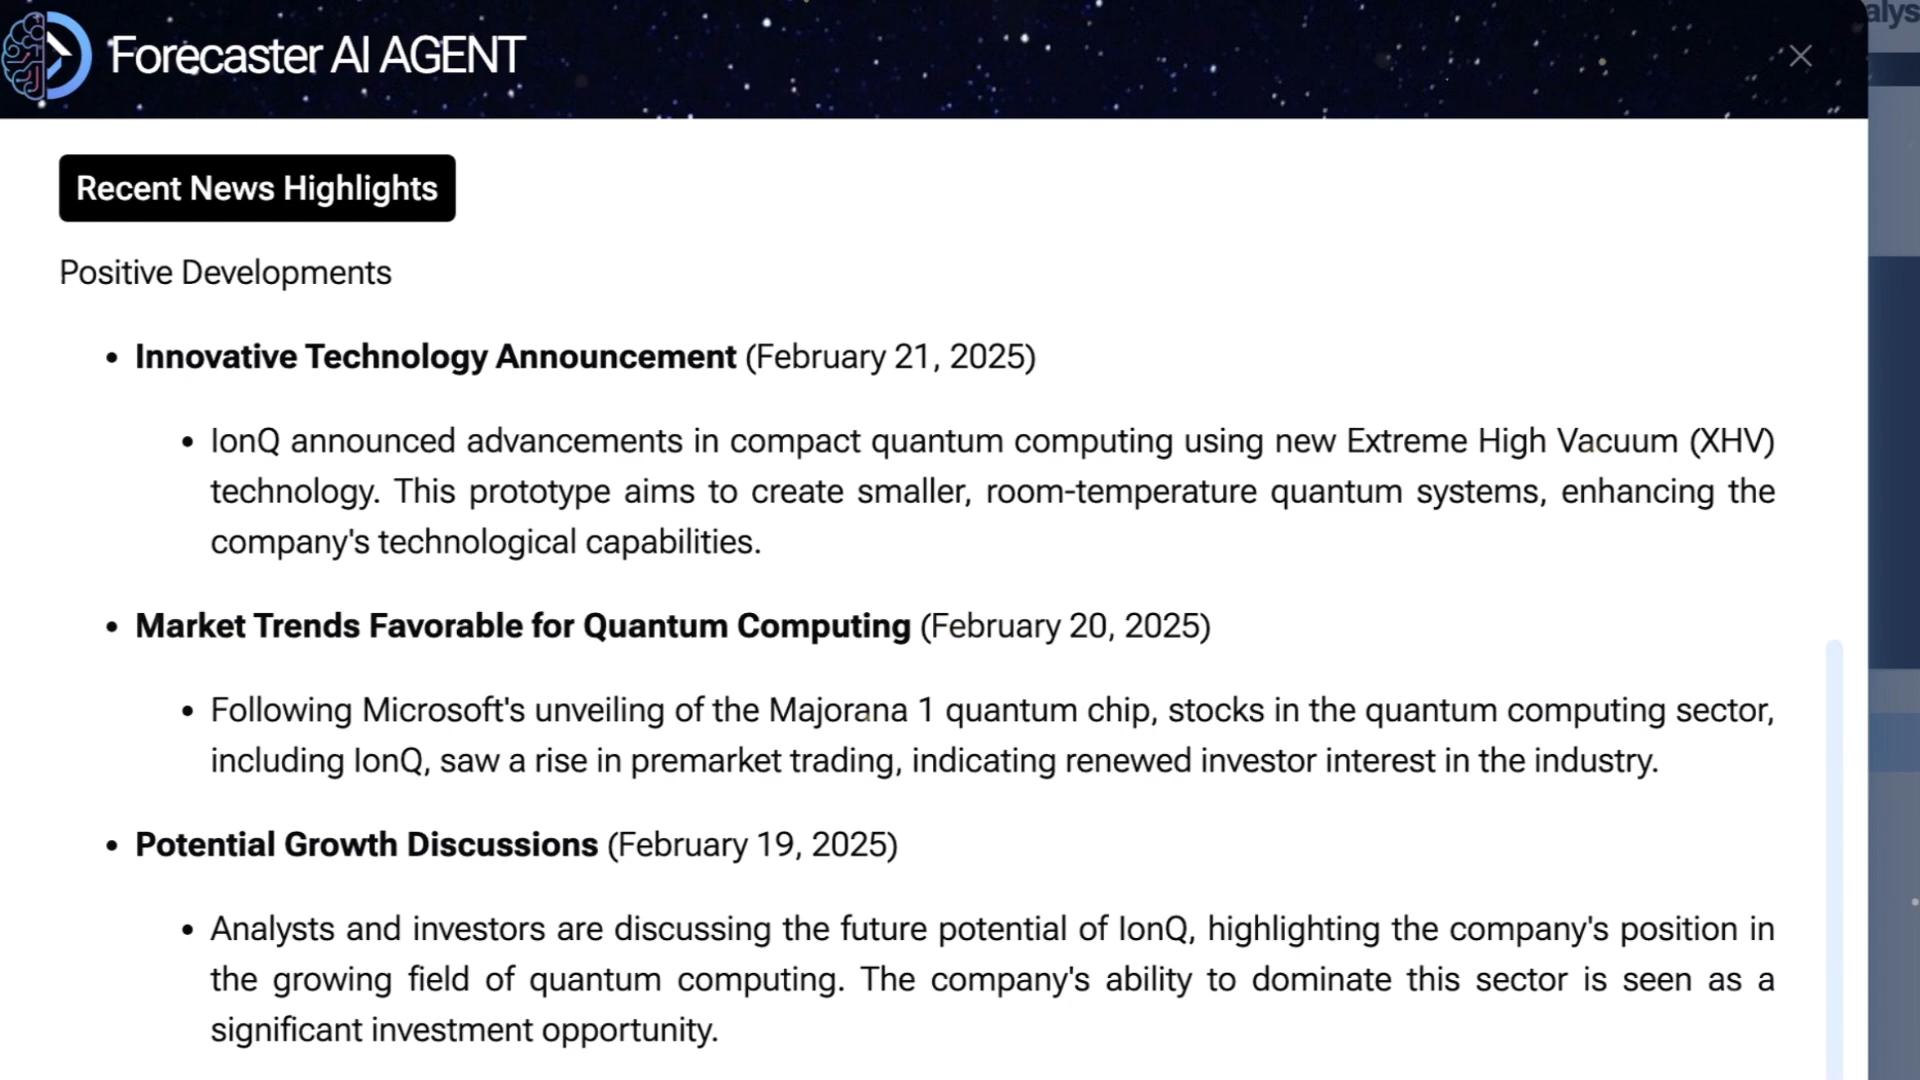 Forecaster AI AGENT
alys
Recent News Highlights
Positive Developments
• Innovative Technology Announcement (February 21, 2025)
• IonQ announced advancements in compact quantum computing using new Extreme High Vacuum (XHV)
technology. This prototype aims to create smaller, room-temperature quantum systems, enhancing the
company's technological capabilities.
• Market Trends Favorable for Quantum Computing (February 20, 2025)
• Following Microsoft's unveiling of the Majorana 1 quantum chip, stocks in the quantum computing sector,
including IonQ, saw a rise in premarket trading, indicating renewed investor interest in the industry.
• Potential Growth Discussions (February 19, 2025)
• Analysts and investors are discussing the future potential of IonQ, highlighting the company's position in
the growing field of quantum computing. The company's ability to dominate this sector is seen as a
significant investment opportunity.